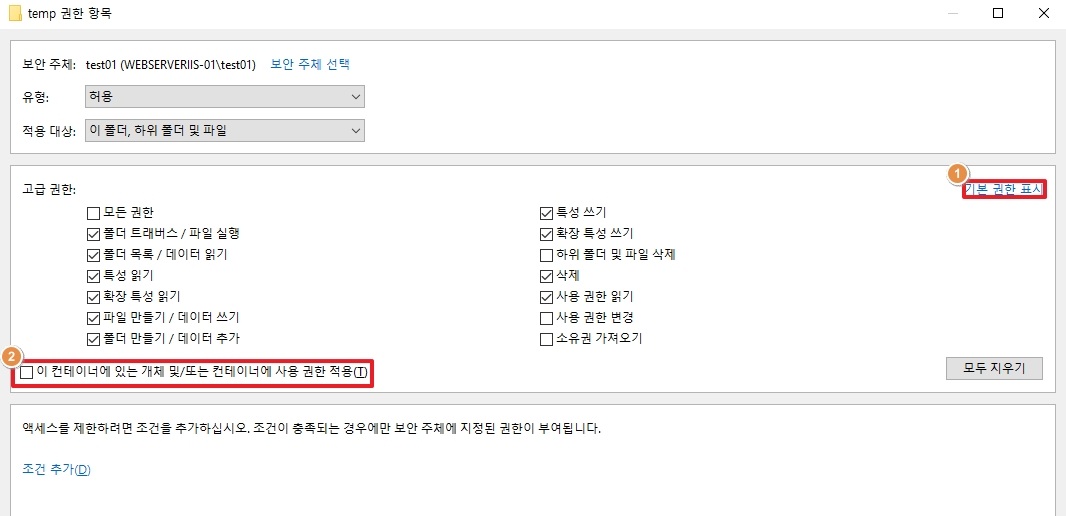 temp 권한 항목
보안 주체: test01 (WEBSERVERIIS-01\test01) 보안 주체 선택
유형: 허용
적용 대상: 이 폴더, 하위 폴더 및 파일
1
고급 권한: 기본 권한 표시
모든 권한 특성 쓰기
폴더 트래버스 / 파일 실행 확장 특성 쓰기
폴더 목록 / 데이터 읽기 하위 폴더 및 파일 삭제
특성 읽기 삭제
확장 특성 읽기 사용 권한 읽기
파일 만들기 / 데이터 쓰기 사용 권한 변경
폴더 만들기 / 데이터 추가 소유권 가져오기
2
이 컨테이너에 있는 개체 및/또는 컨테이너에 사용 권한 적용(T) 모두 지우기
액세스를 제한하려면 조건을 추가하십시오. 조건이 충족되는 경우에만 보안 주체에 지정된 권한이 부여됩니다.
조건 추가(D)